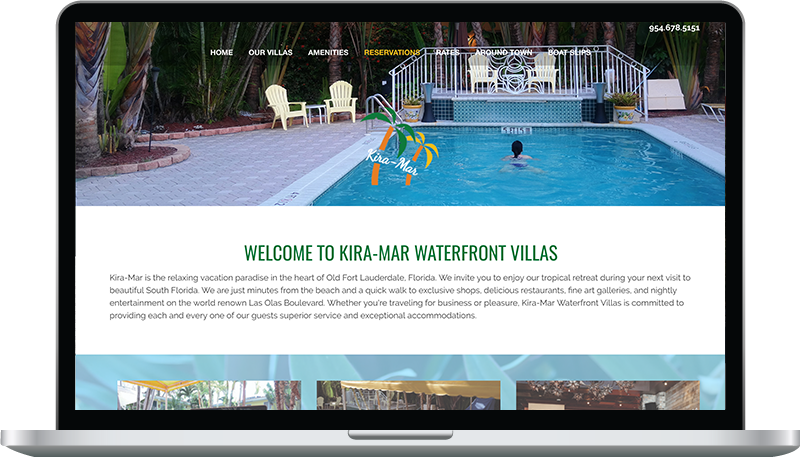 954.678.5151
HOME OUR VILLAS AMENITIES RESERVATIONS RATES AROUND TOWN BOAT SLIPS
Kira-Mar
WELCOME TO KIRA-MAR WATERFRONT VILLAS
Kira-Mar is the relaxing vacation paradise in the heart of Old Fort Lauderdale, Florida. We invite you to enjoy our tropical retreat during your next visit to
beautiful South Florida. We are just minutes from the beach and a quick walk to exclusive shops, delicious restaurants, fine art galleries, and nightly
entertainment on the world renown Las Olas Boulevard. Whether you're traveling for business or pleasure, Kira-Mar Waterfront Villas is committed to
providing each and every one of our guests superior service and exceptional accommodations.